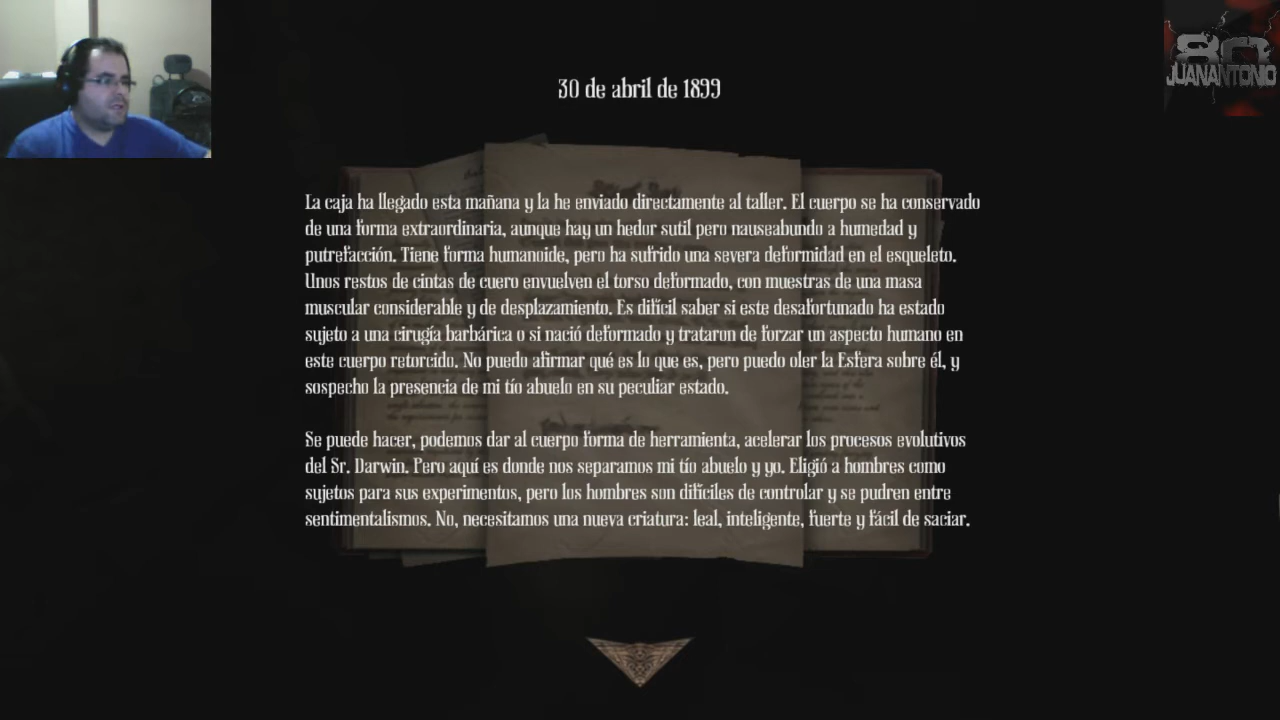 80
JUANANTONIO
30 de abril de 1899
La caja ha llegado esta mañana y la he enviado directamente al taller. El cuerpo se ha conservado
de una forma extraordinaria, aunque hay un hedor sutil pero nauseabundo a humedad y
putrefacción. Tiene forma humanoide, pero ha sufrido una severa deformidad en el esqueleto.
Unos restos de cintas de cuero envuelven el torso deformado, con muestras de una masa
muscular considerable y de desplazamiento. Es difícil saber si este desafortunado ha estado
sujeto a una cirugía barbárica o si nació deformado y trataron de forzar un aspecto humano en
este cuerpo retorcido. No puedo afirmar qué es lo que es, pero puedo oler la Esfera sobre él, y
sospecho la presencia de mi tío abuelo en su peculiar estado.
Se puede hacer, podemos dar al cuerpo forma de herramienta, acelerar los procesos evolutivos
del Sr. Darwin. Pero aquí es donde nos separamos mi tío abuelo y yo. Eligió a hombres como
sujetos para sus experimentos, pero los hombres son difíciles de controlar y se pudren entre
sentimentalismos. No, necesitamos una nueva criatura: leal, inteligente, fuerte y fácil de saciar.